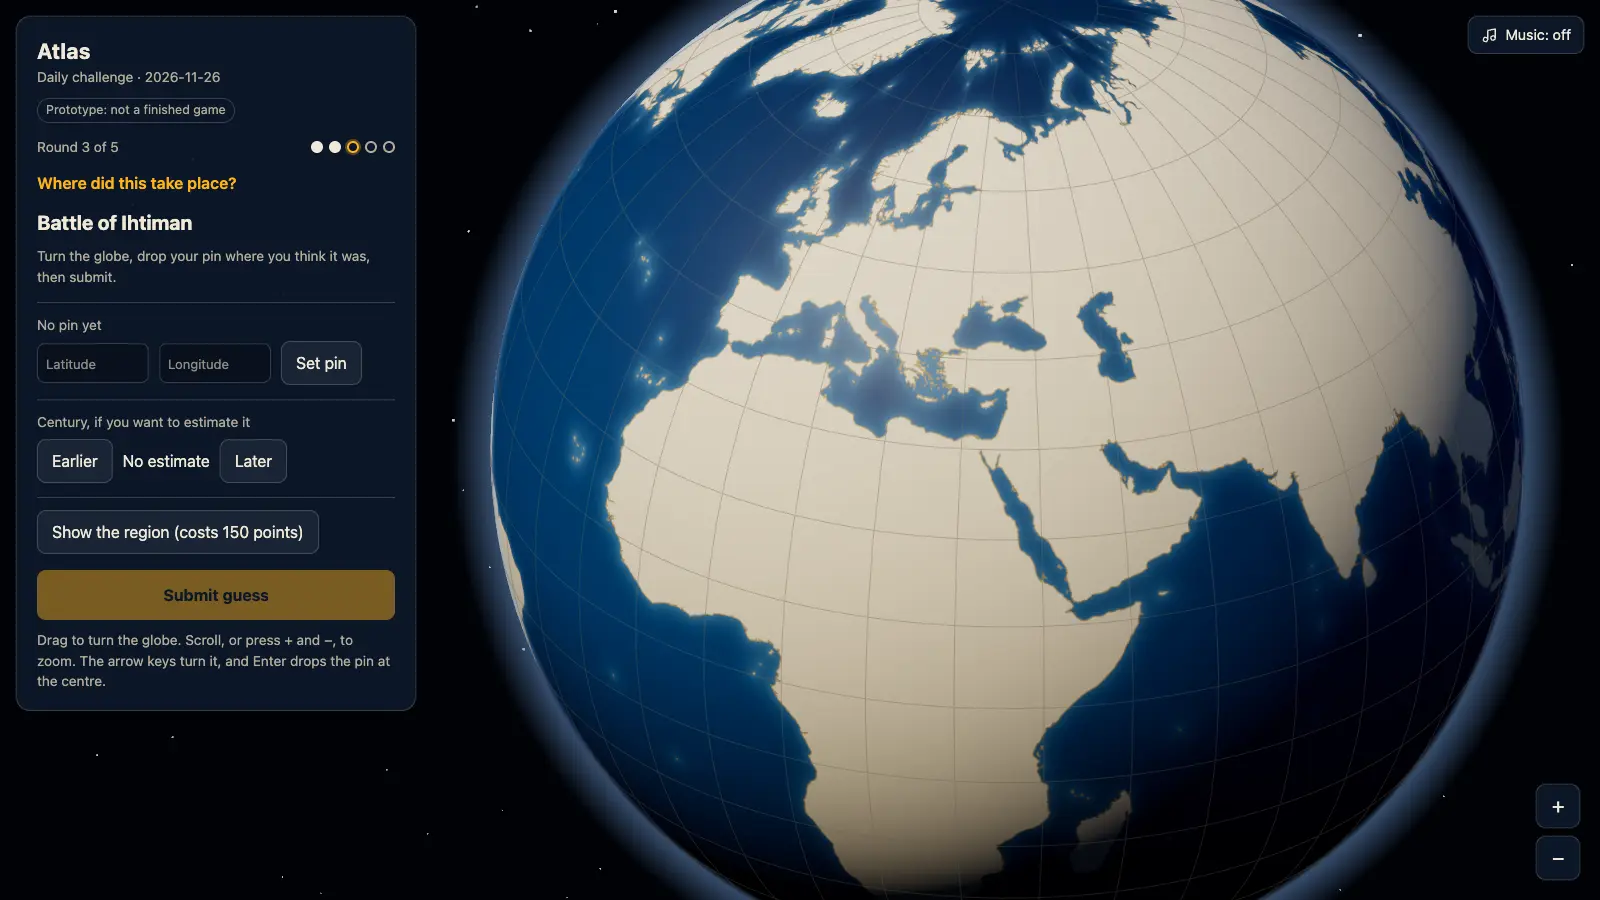 Atlas
Daily challenge · 2026-11-26
Prototype: not a finished game
Round 3 of 5
Where did this take place?
Battle of Ihtiman
Turn the globe, drop your pin where you think it was,
then submit.
No pin yet
Latitude
Longitude
Set pin
Century, if you want to estimate it
Earlier
No estimate
Later
Show the region (costs 150 points)
Submit guess
Drag to turn the globe. Scroll, or press + and −, to
zoom. The arrow keys turn it, and Enter drops the pin at
the centre.
Music: off
+
−